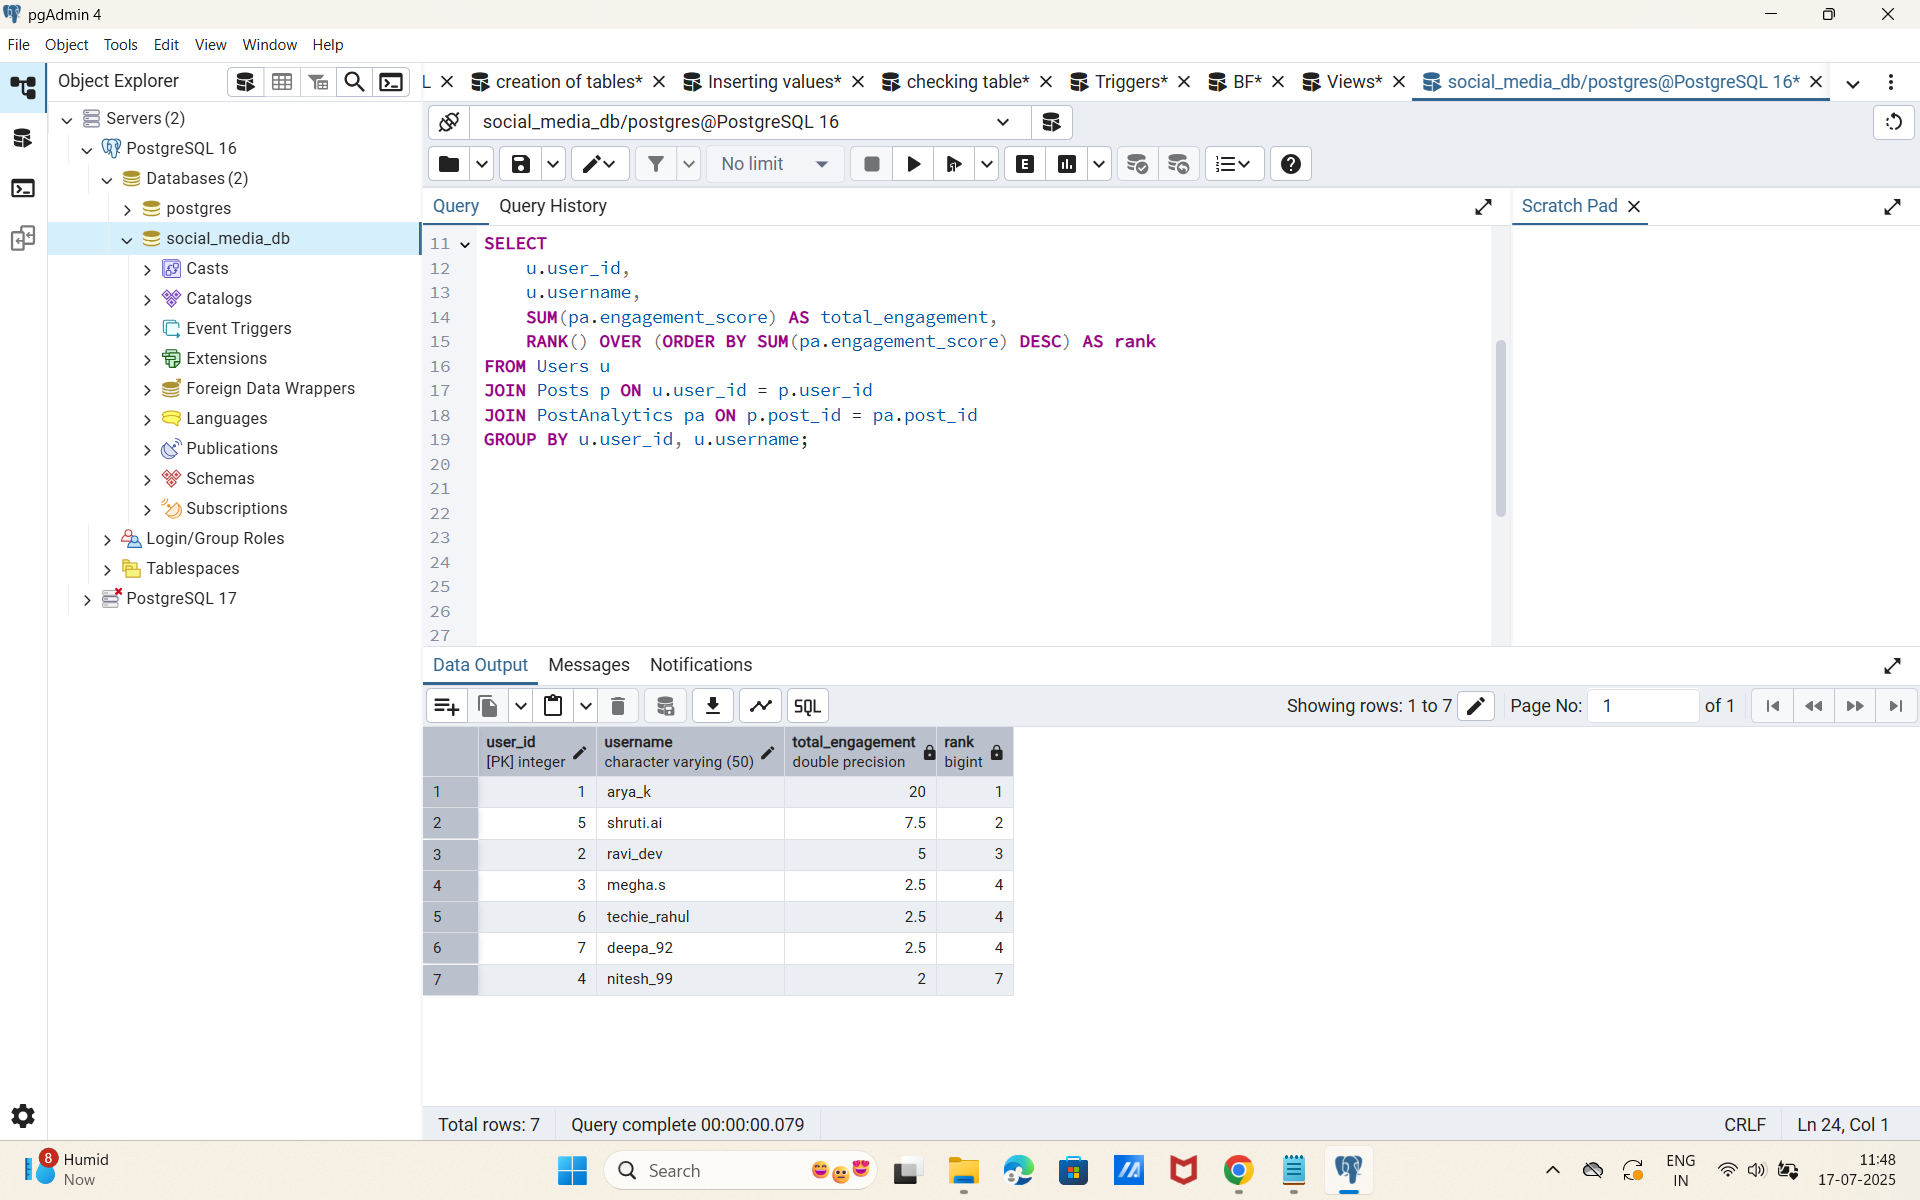 pgAdmin 4
File Object Tools Edit View Window Help
Object Explorer
L creation of tables* Inserting values* checking table* Triggers* BF* Views* social_media_db/postgres@PostgreSQL 16*
Servers (2)
PostgreSQL 16
Databases (2)
postgres
social_media_db
Casts
Catalogs
Event Triggers
Extensions
Foreign Data Wrappers
Languages
Publications
Schemas
Subscriptions
Login/Group Roles
Tablespaces
PostgreSQL 17
social_media_db/postgres@PostgreSQL 16
No limit
E
Query Query History
Scratch Pad
11 SELECT
12 u.user_id,
13 u.username,
14 SUM(pa.engagement_score) AS total_engagement,
15 RANK() OVER (ORDER BY SUM(pa.engagement_score) DESC) AS rank
16 FROM Users u
17 JOIN Posts p ON u.user_id = p.user_id
18 JOIN PostAnalytics pa ON p.post_id = pa.post_id
19 GROUP BY u.user_id, u.username;
20
21
22
23
24
25
26
27
Data Output Messages Notifications
SQL
Showing rows: 1 to 7 Page No: 1 of 1
user_id username total_engagement rank
[PK] integer character varying (50) double precision bigint
1 1 arya_k 20 1
2 5 shruti.ai 7.5 2
3 2 ravi_dev 5 3
4 3 megha.s 2.5 4
5 6 techie_rahul 2.5 4
6 7 deepa_92 2.5 4
7 4 nitesh_99 2 7
Total rows: 7 Query complete 00:00:00.079 CRLF Ln 24, Col 1
8 Humid
Now
Search
ENG
IN
11:48
17-07-2025